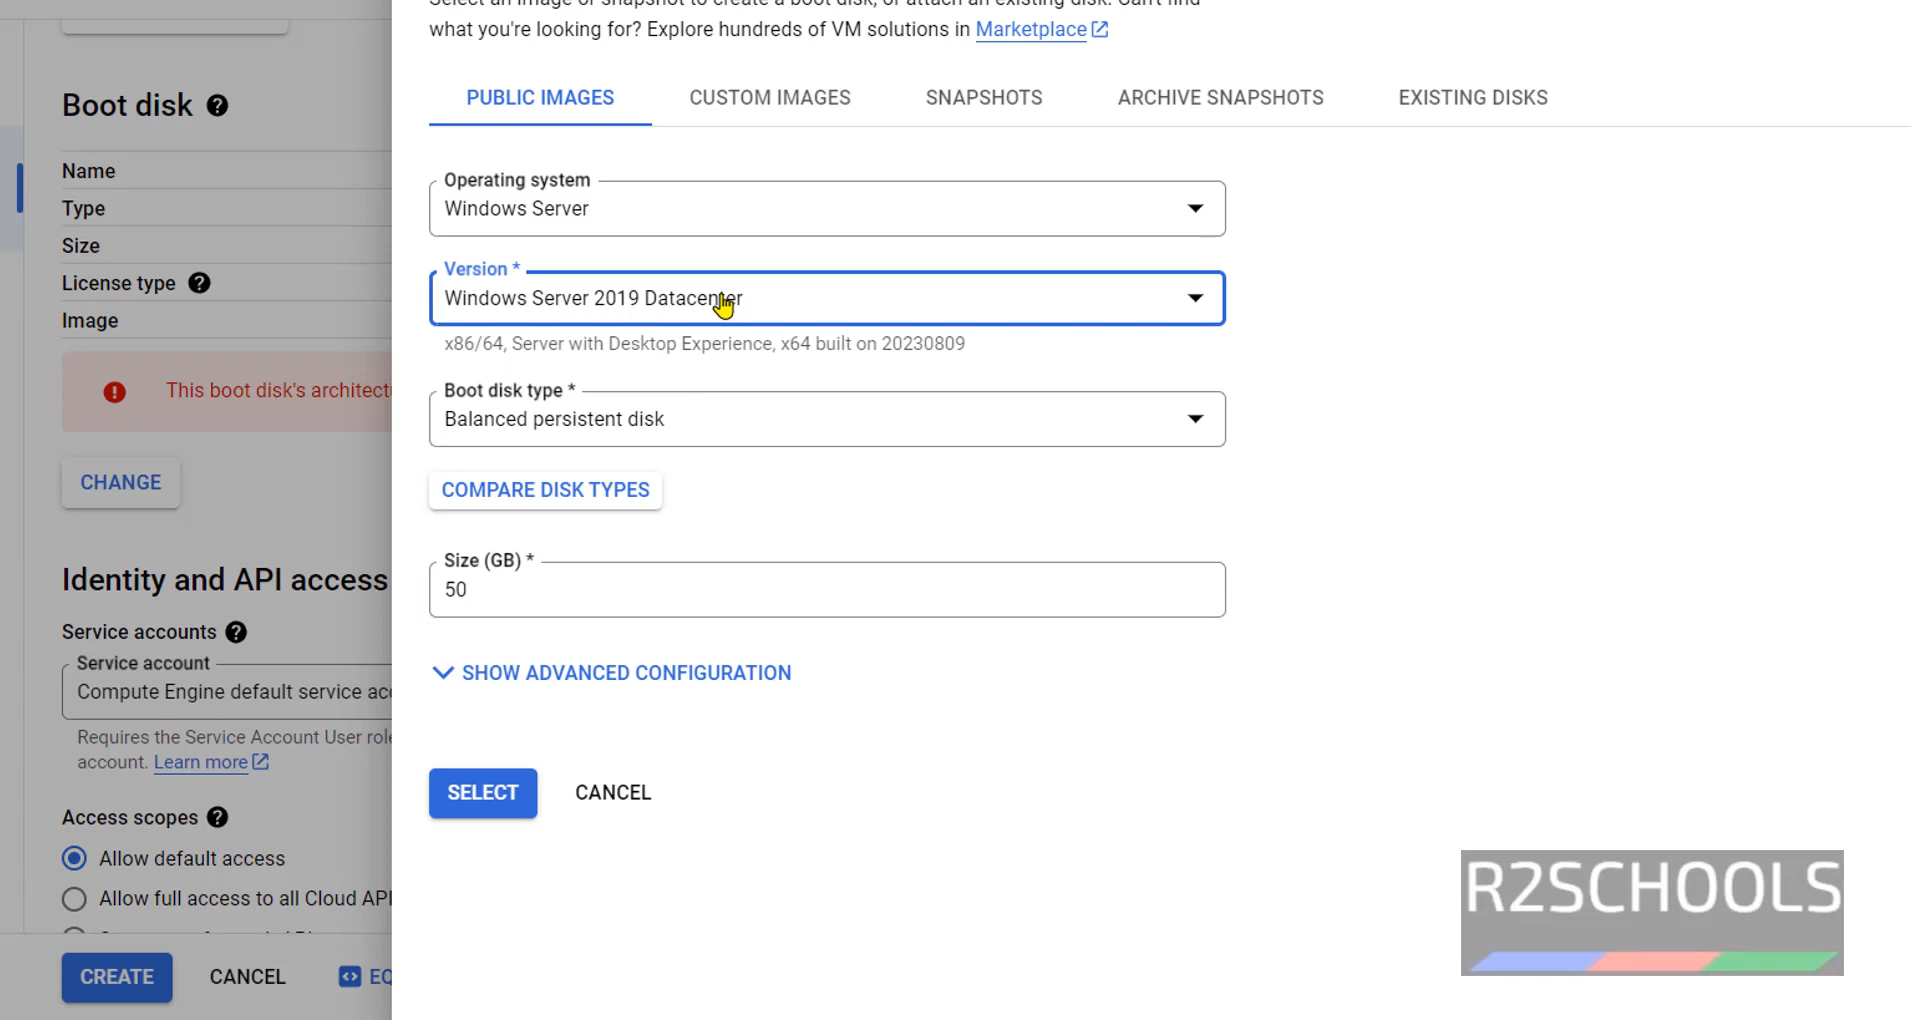 Select an image or snapshot to create a boot disk; or attach an existing disk. Can't find
what you're looking for? Explore hundreds of VM solutions in Marketplace
PUBLIC IMAGES
CUSTOM IMAGES
SNAPSHOTS
ARCHIVE SNAPSHOTS
EXISTING DISKS
Operating system
Windows Server
Version *
Windows Server 2019 Datacenter
x86/64, Server with Desktop Experience, x64 built on 20230809
Boot disk type *
Balanced persistent disk
COMPARE DISK TYPES
Size (GB) *
50
SHOW ADVANCED CONFIGURATION
SELECT
CANCEL
Boot disk
Name
Type
Size
License type
Image
This boot disk's architect
CHANGE
Identity and API access
Service accounts
Service account
Compute Engine default service acc
Requires the Service Account User role
account. Learn more
Access scopes
Allow default access
Allow full access to all Cloud API
CREATE
CANCEL
EQ
R2SCHOOLS